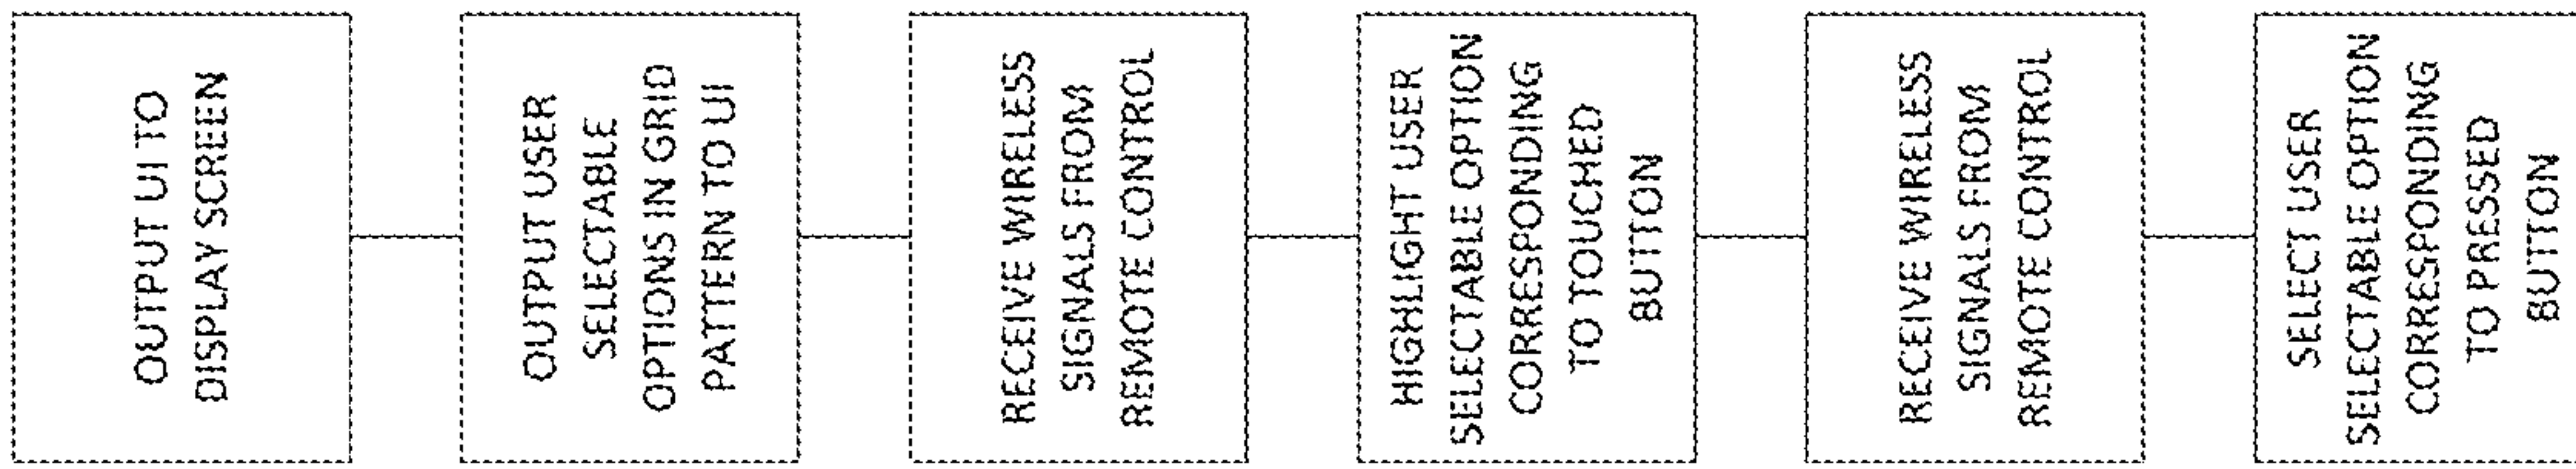 OUTPUT UI TO
DISPLAY SCREEN
OUTPUT USER
SELECTABLE
OPTIONS IN GRID
PATTERN TO UI
RECEIVE WIRELESS
SIGNALS FROM
REMOTE CONTROL
HIGHLIGHT USER
SELECTABLE OPTION
CORRESPONDING
TO TOUCHED
BUTTON
RECEIVE WIRELESS
SIGNALS FROM
REMOTE CONTROL
SELECT USER
SELECTABLE OPTION
CORRESPONDING
TO PRESSED
BUTTON